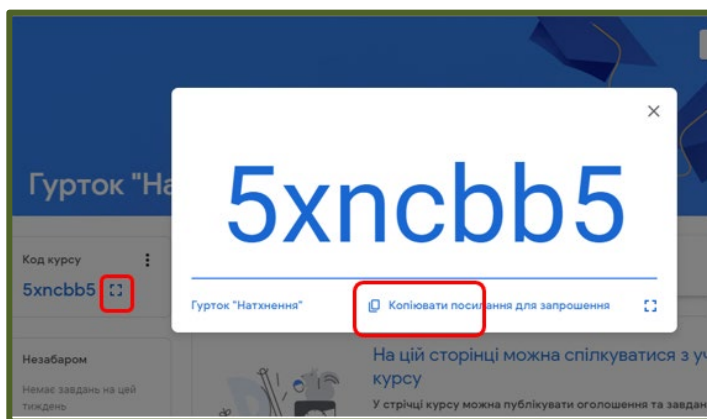 Гурток "На
5xncbb5
Код курсу
5xncbb5
Гурток "Натхнення"
Копіювати посилання для запрошення
Незабаром
Немає завдань на цей
тиждень
На цій сторінці можна спілкуватися з уч
курсу
У стрічці курсу можна публікувати оголошення та завдан